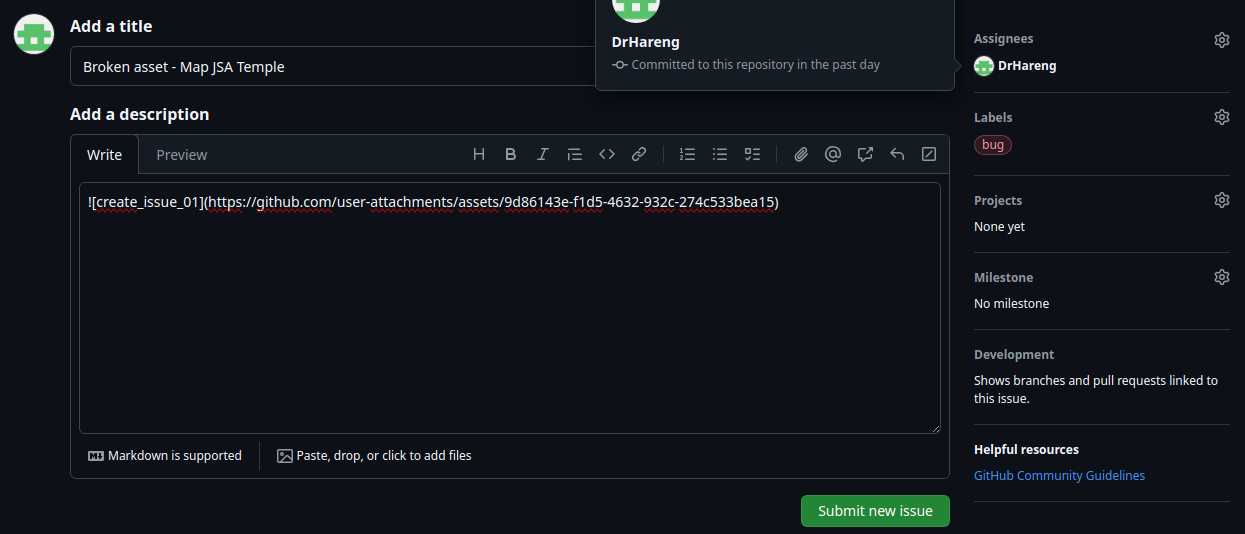 Add a title
Broken asset - Map JSA Temple
DrHareng
Committed to this repository in the past day
Add a description
Write
Preview
H B I
![create_issue_01](https://github.com/user-attachments/assets/9d86143e-f1d5-4632-932c-274c533bea15)
Markdown is supported
Paste, drop, or click to add files
Submit new issue
Assignees
DrHareng
Labels
bug
Projects
None yet
Milestone
No milestone
Development
Shows branches and pull requests linked to
this issue.
Helpful resources
GitHub Community Guidelines